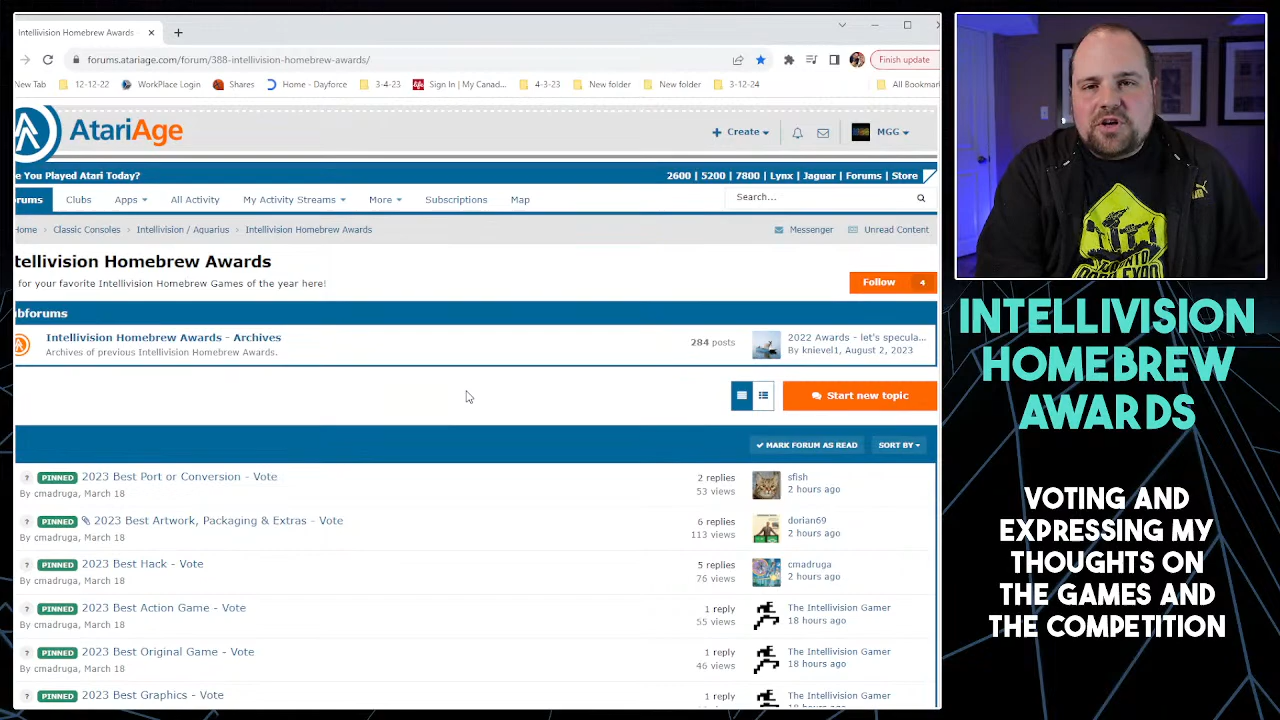 Intellivision Homebrew Awards
forums.atariage.com/forum/388-intellivision-homebrew-awards/
Finish update
New Tab
12-12-22
WorkPlace Login
Shares
Home - Dayforce
3-4-23
Sign In | My Canad...
4-3-23
New folder
New folder
3-12-24
All Bookmar
AtariAge
Create
MGG
e You Played Atari Today?
2600 | 5200 | 7800 | Lynx | Jaguar | Forums | Store
rums
Clubs
Apps
All Activity
My Activity Streams
More
Subscriptions
Map
Search...
Home > Classic Consoles > Intellivision / Aquarius > Intellivision Homebrew Awards
Messenger
Unread Content
tellivision Homebrew Awards
for your favorite Intellivision Homebrew Games of the year here!
Follow 4
bforums
Intellivision Homebrew Awards - Archives
Archives of previous Intellivision Homebrew Awards.
284 posts
2022 Awards - let's specula...
By knievel1, August 2, 2023
Start new topic
MARK FORUM AS READ
SORT BY
? PINNED 2023 Best Port or Conversion - Vote
By cmadruga, March 18
2 replies
53 views
sfish
2 hours ago
? PINNED 2023 Best Artwork, Packaging & Extras - Vote
By cmadruga, March 18
6 replies
113 views
dorian69
2 hours ago
? PINNED 2023 Best Hack - Vote
By cmadruga, March 18
5 replies
76 views
cmadruga
2 hours ago
? PINNED 2023 Best Action Game - Vote
By cmadruga, March 18
1 reply
55 views
The Intellivision Gamer
18 hours ago
? PINNED 2023 Best Original Game - Vote
By cmadruga, March 18
1 reply
46 views
The Intellivision Gamer
18 hours ago
? PINNED 2023 Best Graphics - Vote
1 reply
The Intellivision Gamer
18 hours ago
INTELLIVISION
HOMEBREW
AWARDS
VOTING AND
EXPRESSING MY
THOUGHTS ON
THE GAMES AND
THE COMPETITION